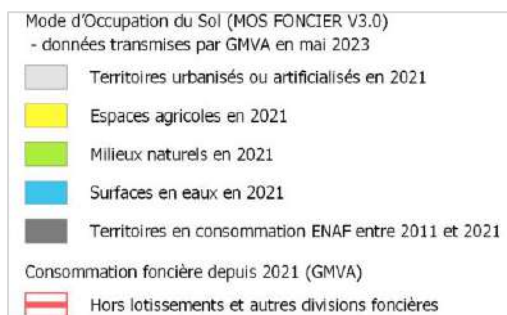 Mode d'Occupation du Sol (MOS FONCIER V3.0)
- données transmises par GMVA en mai 2023
Territoires urbanisés ou artificialisés en 2021
Espaces agricoles en 2021
Milieux naturels en 2021
Surfaces en eaux en 2021
Territoires en consommation ENAF entre 2011 et 2021
Consommation foncière depuis 2021 (GMVA)
Hors lotissements et autres divisions foncières